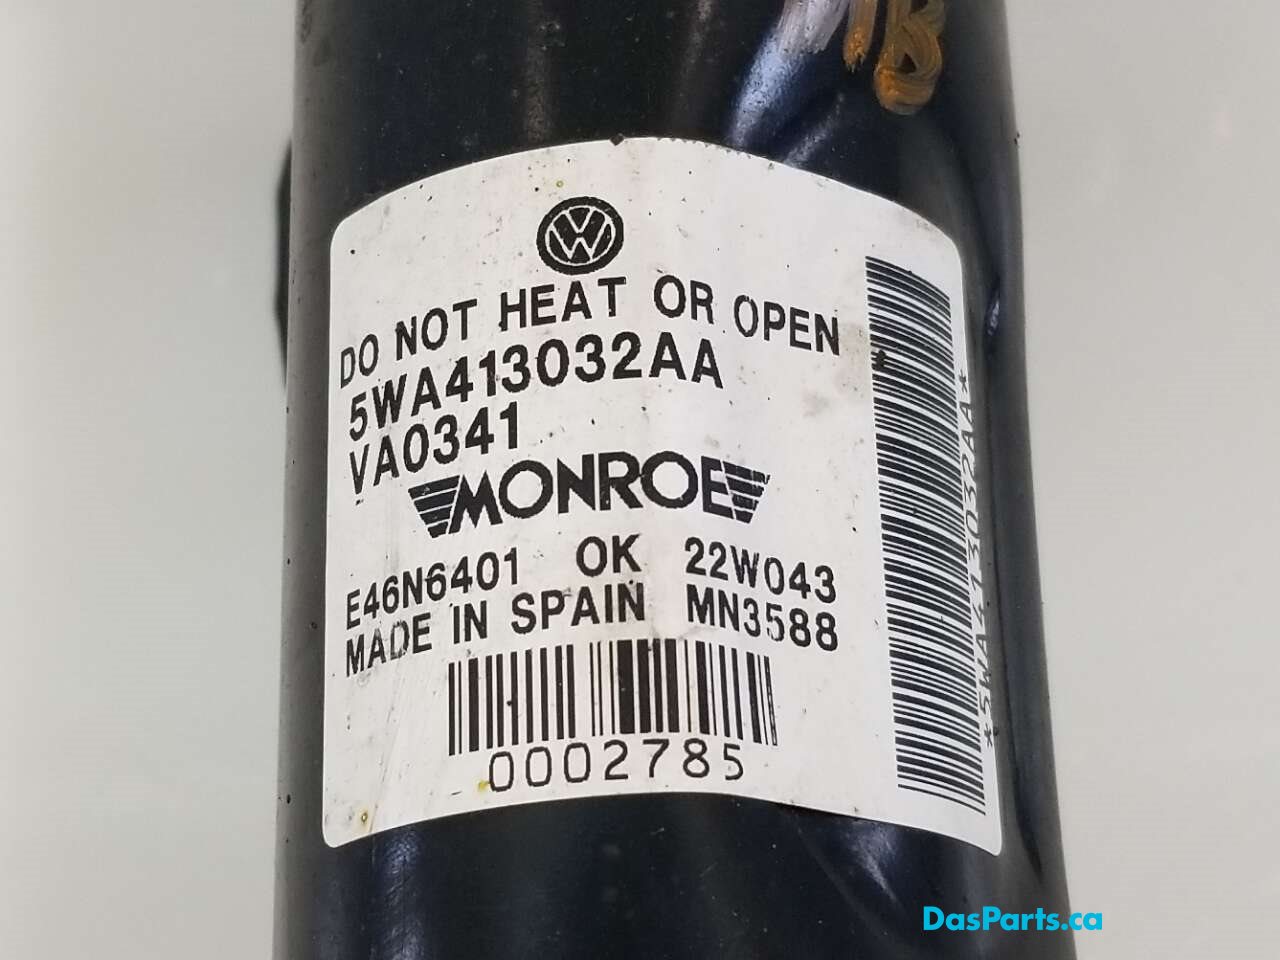 B
VW
DO NOT HEAT OR OPEN
5WA413032AA
VA0341
MONROE
E46N6401 OK 22W043
MADE IN SPAIN MN3588
0002785
*5WA413032AA*
DasParts.ca